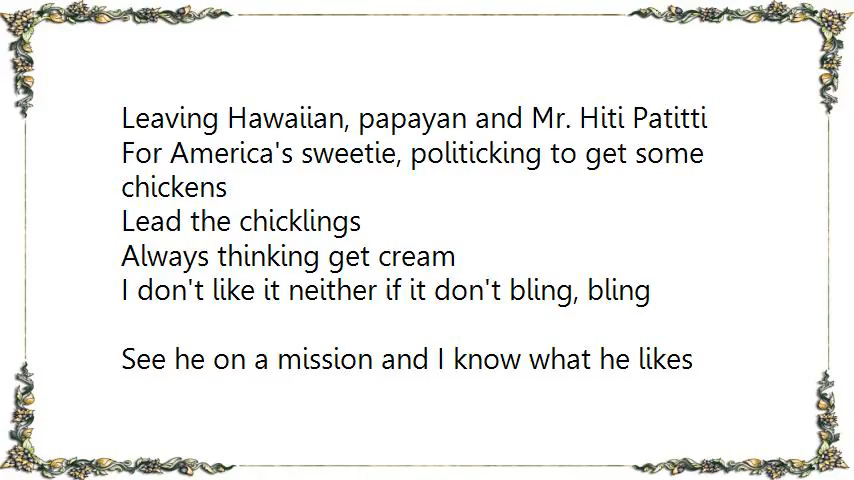 Leaving Hawaiian, papayan and Mr. Hiti Patitti
For America's sweetie, politicking to get some
chickens
Lead the chicklings
Always thinking get cream
I don't like it neither if it don't bling, bling
See he on a mission and I know what he likes